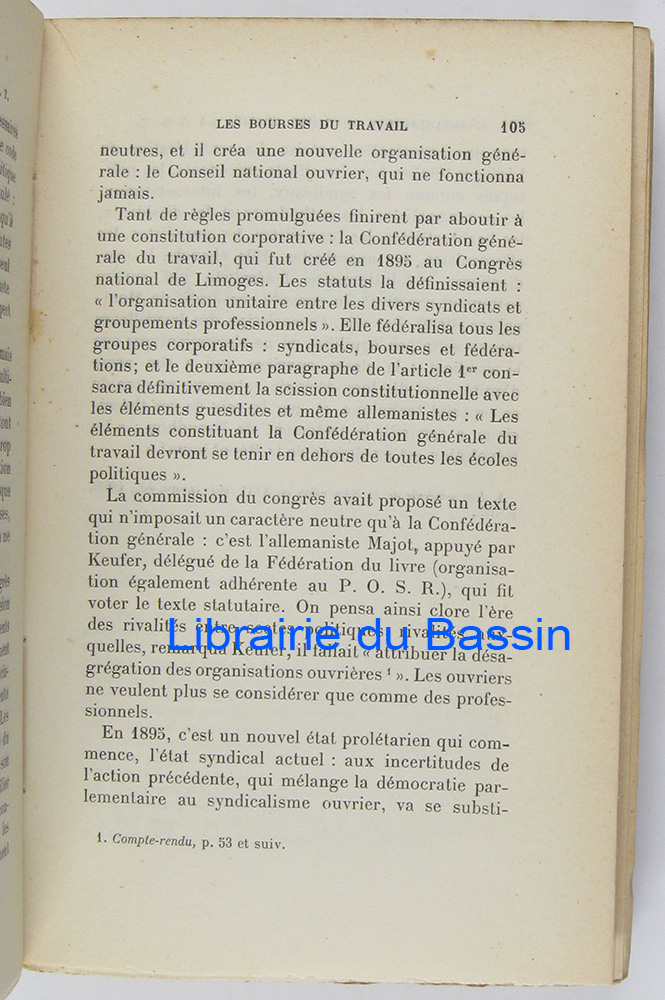 LES BOURSES DU TRAVAIL 105
neutres, et il créa une nouvelle organisation géné-
rale : le Conseil national ouvrier, qui ne fonctionna
jamais.
Tant de règles promulguées finirent par aboutir à
une constitution corporative : la Confédération géné-
rale du travail, qui fut créé en 1895 au Congrès
national de Limoges. Les statuts la définissaient :
« l'organisation unitaire entre les divers syndicats et
groupements professionnels ». Elle fédéralisa tous les
groupes corporatifs : syndicats, bourses et fédéra-
tions; et le deuxième paragraphe de l'article 1er con-
sacra définitivement la scission constitutionnelle avec
les éléments guesdites et même allemanistes : « Les
éléments constituant la Confédération générale du
travail devront se tenir en dehors de toutes les écoles
politiques ».
La commission du congrès avait proposé un texte
qui n'imposait un caractère neutre qu'à la Confédéra-
tion générale : c'est l'allemaniste Majot, appuyé par
Keufer, délégué de la Fédération du livre (organisa-
tion également adhérente au P. O. S. R.), qui fit
voter le texte statutaire. On pensa ainsi clore l'ère
des rivalités entre sectes politiques, rivalités aux-
Librairie du Bassin
quelles, remarqua Keufer, il fallait « attribuer la désa-
grégation des organisations ouvrières 1 ». Les ouvriers
ne veulent plus se considérer que comme des profes-
sionnels.
En 1895, c'est un nouvel état prolétarien qui com-
mence, l'état syndical actuel : aux incertitudes de
l'action précédente, qui mélange la démocratie par-
lementaire au syndicalisme ouvrier, va se substi-
1. Compte-rendu, p. 53 et suiv.